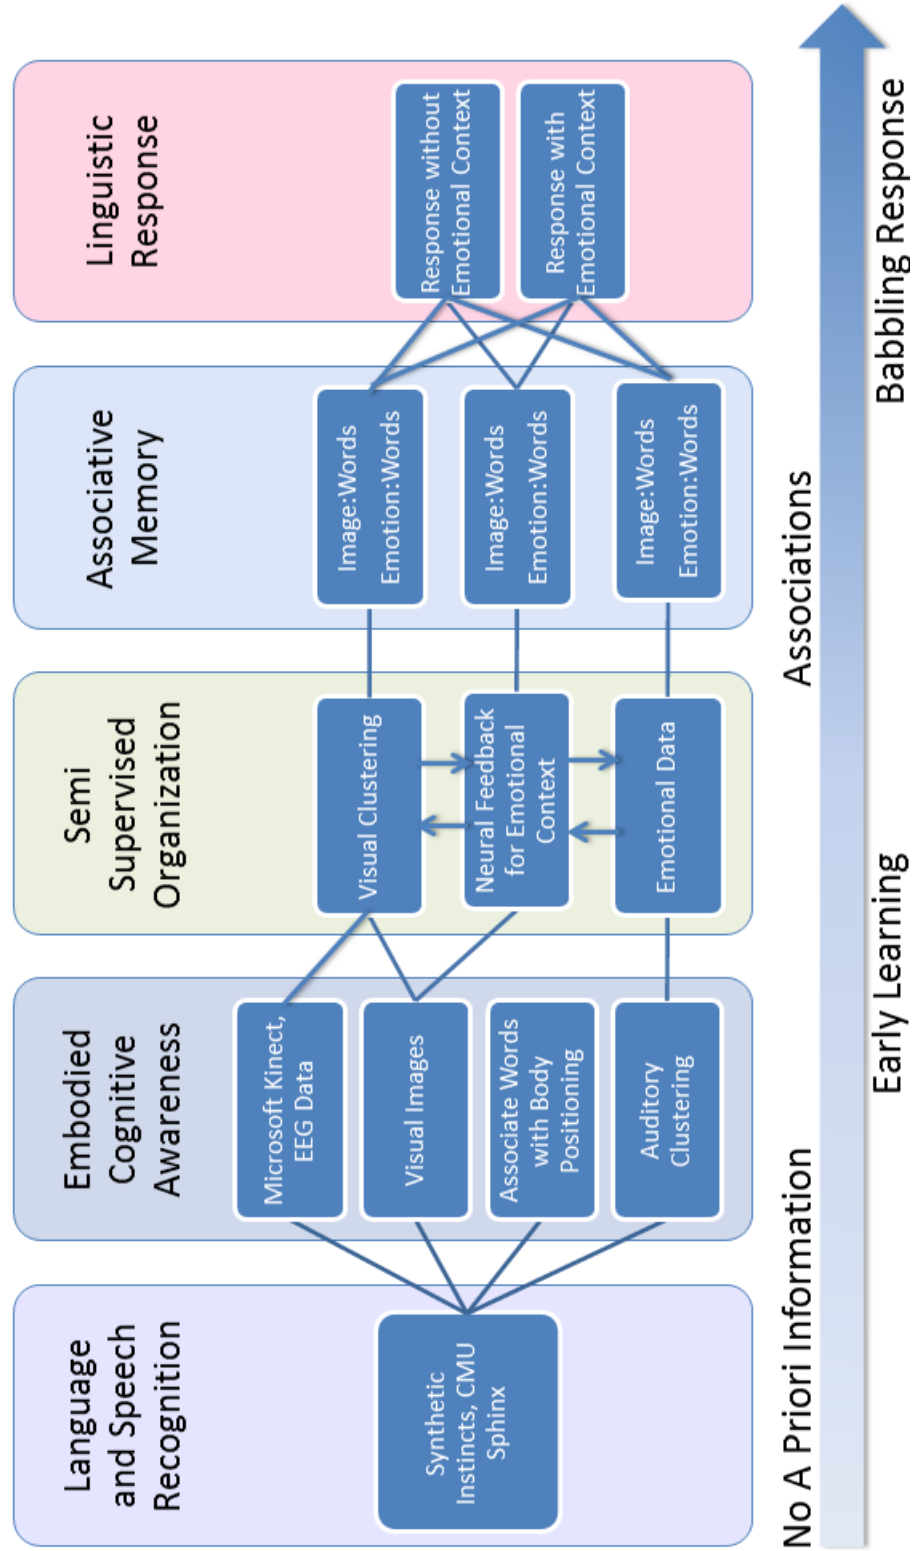 Language
and Speech
Recognition
Synthetic
Instincts, CMU
Sphinx
Embodied
Cognitive
Awareness
Microsoft Kinect,
EEG Data
Visual Images
Associate Words
with Body
Positioning
Auditory
Clustering
Semi
Supervised
Organization
Visual Clustering
Neural Feedback
for Emotional
Context
Emotional Data
Associative
Memory
Image:Words
Emotion:Words
Image:Words
Emotion:Words
Image:Words
Emotion:Words
Linguistic
Response
Response without
Emotional Context
Response with
Emotional Context
No A Priori Information
Early Learning
Associations
Babbling Response